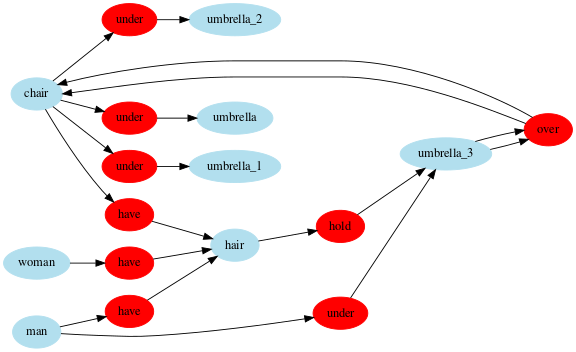 under
umbrella_2
chair
under
umbrella
over
umbrella_3
under
umbrella_1
have
hold
hair
woman
have
have
under
man